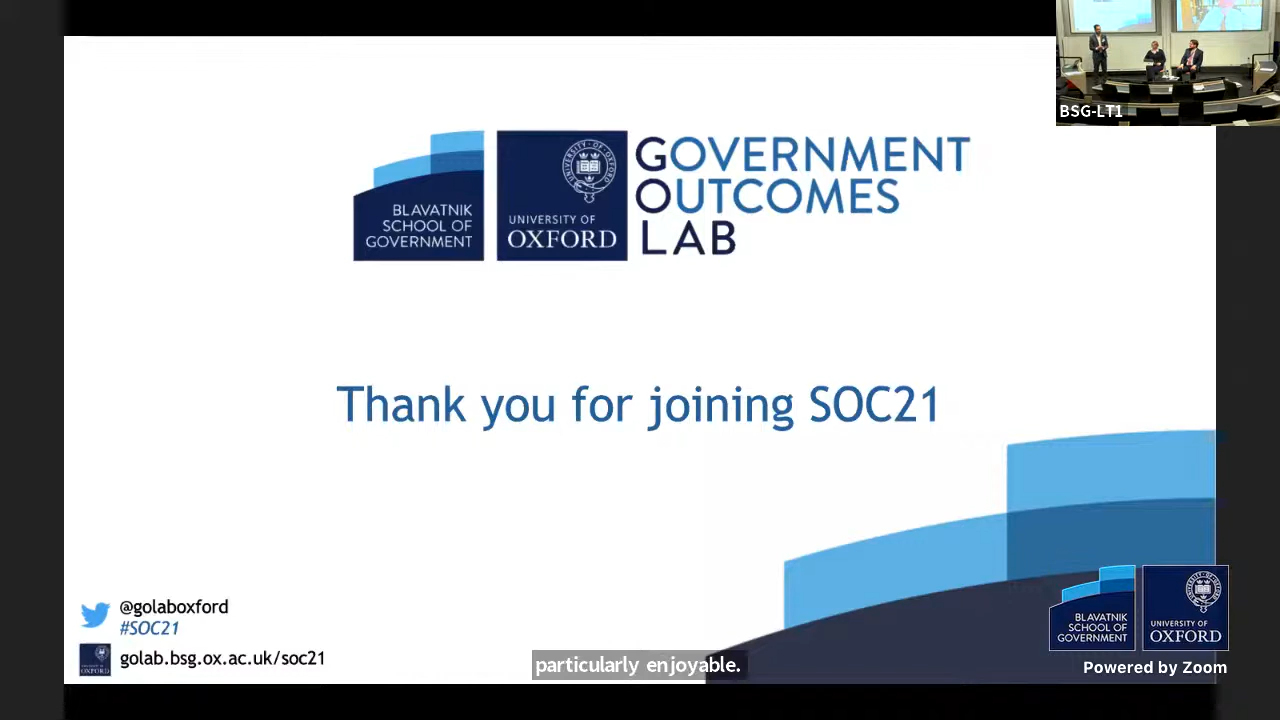 BSG-LT1
BLAVATNIK
SCHOOL OF
GOVERNMENT
UNIVERSITY OF
OXFORD
GOVERNMENT
OUTCOMES
LAB
Thank you for joining SOC21
@golaboxford
#SOC21
golab.bsg.ox.ac.uk/soc21
particularly enjoyable.
BLAVATNIK
SCHOOL OF
GOVERNMENT
UNIVERSITY OF
OXFORD
Powered by Zoom